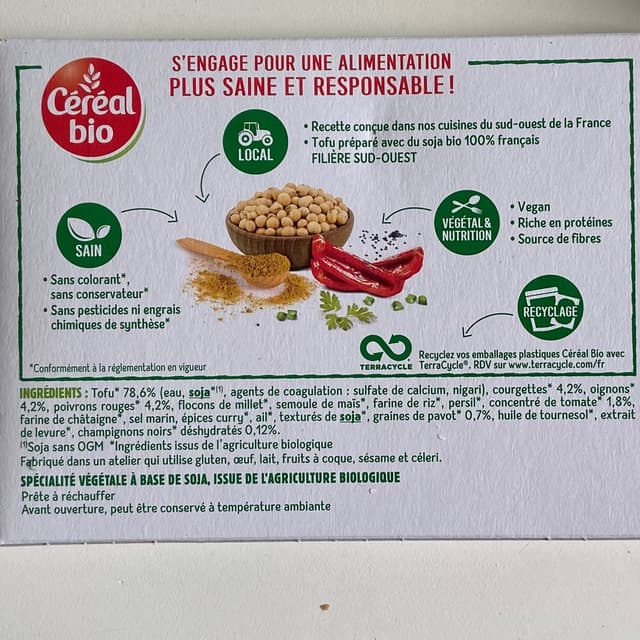 Céréal
bio
S'ENGAGE POUR UNE ALIMENTATION
PLUS SAINE ET RESPONSABLE !
LOCAL
• Recette conçue dans nos cuisines du sud-ouest de la France
• Tofu préparé avec du soja bio 100% français
FILIÈRE SUD-OUEST
SAIN
• Sans colorant*,
sans conservateur*
• Sans pesticides ni engrais
chimiques de synthèse*
VÉGÉTAL &
NUTRITION
• Vegan
• Riche en protéines
• Source de fibres
RECYCLAGE
TERRACYCLE
Recyclez vos emballages plastiques Céréal Bio avec
TerraCycle®. RDV sur www.terracycle.com/fr
*Conformément à la réglementation en vigueur
INGRÉDIENTS : Tofu* 78,6% (eau, soja*⁽¹⁾, agents de coagulation : sulfate de calcium, nigari), courgettes* 4,2%, oignons*
4,2%, poivrons rouges* 4,2%, flocons de millet*, semoule de maïs*, farine de riz*, persil*, concentré de tomate* 1,8%,
farine de châtaigne*, sel marin, épices curry*, ail*, texturés de soja*, graines de pavot* 0,7%, huile de tournesol*, extrait
de levure*, champignons noirs* déshydratés 0,12%.
⁽¹⁾Soja sans OGM *Ingrédients issus de l'agriculture biologique
Fabriqué dans un atelier qui utilise gluten, œuf, lait, fruits à coque, sésame et céleri.
SPÉCIALITÉ VÉGÉTALE À BASE DE SOJA, ISSUE DE L'AGRICULTURE BIOLOGIQUE
Prête à réchauffer
Avant ouverture, peut être conservé à température ambiante